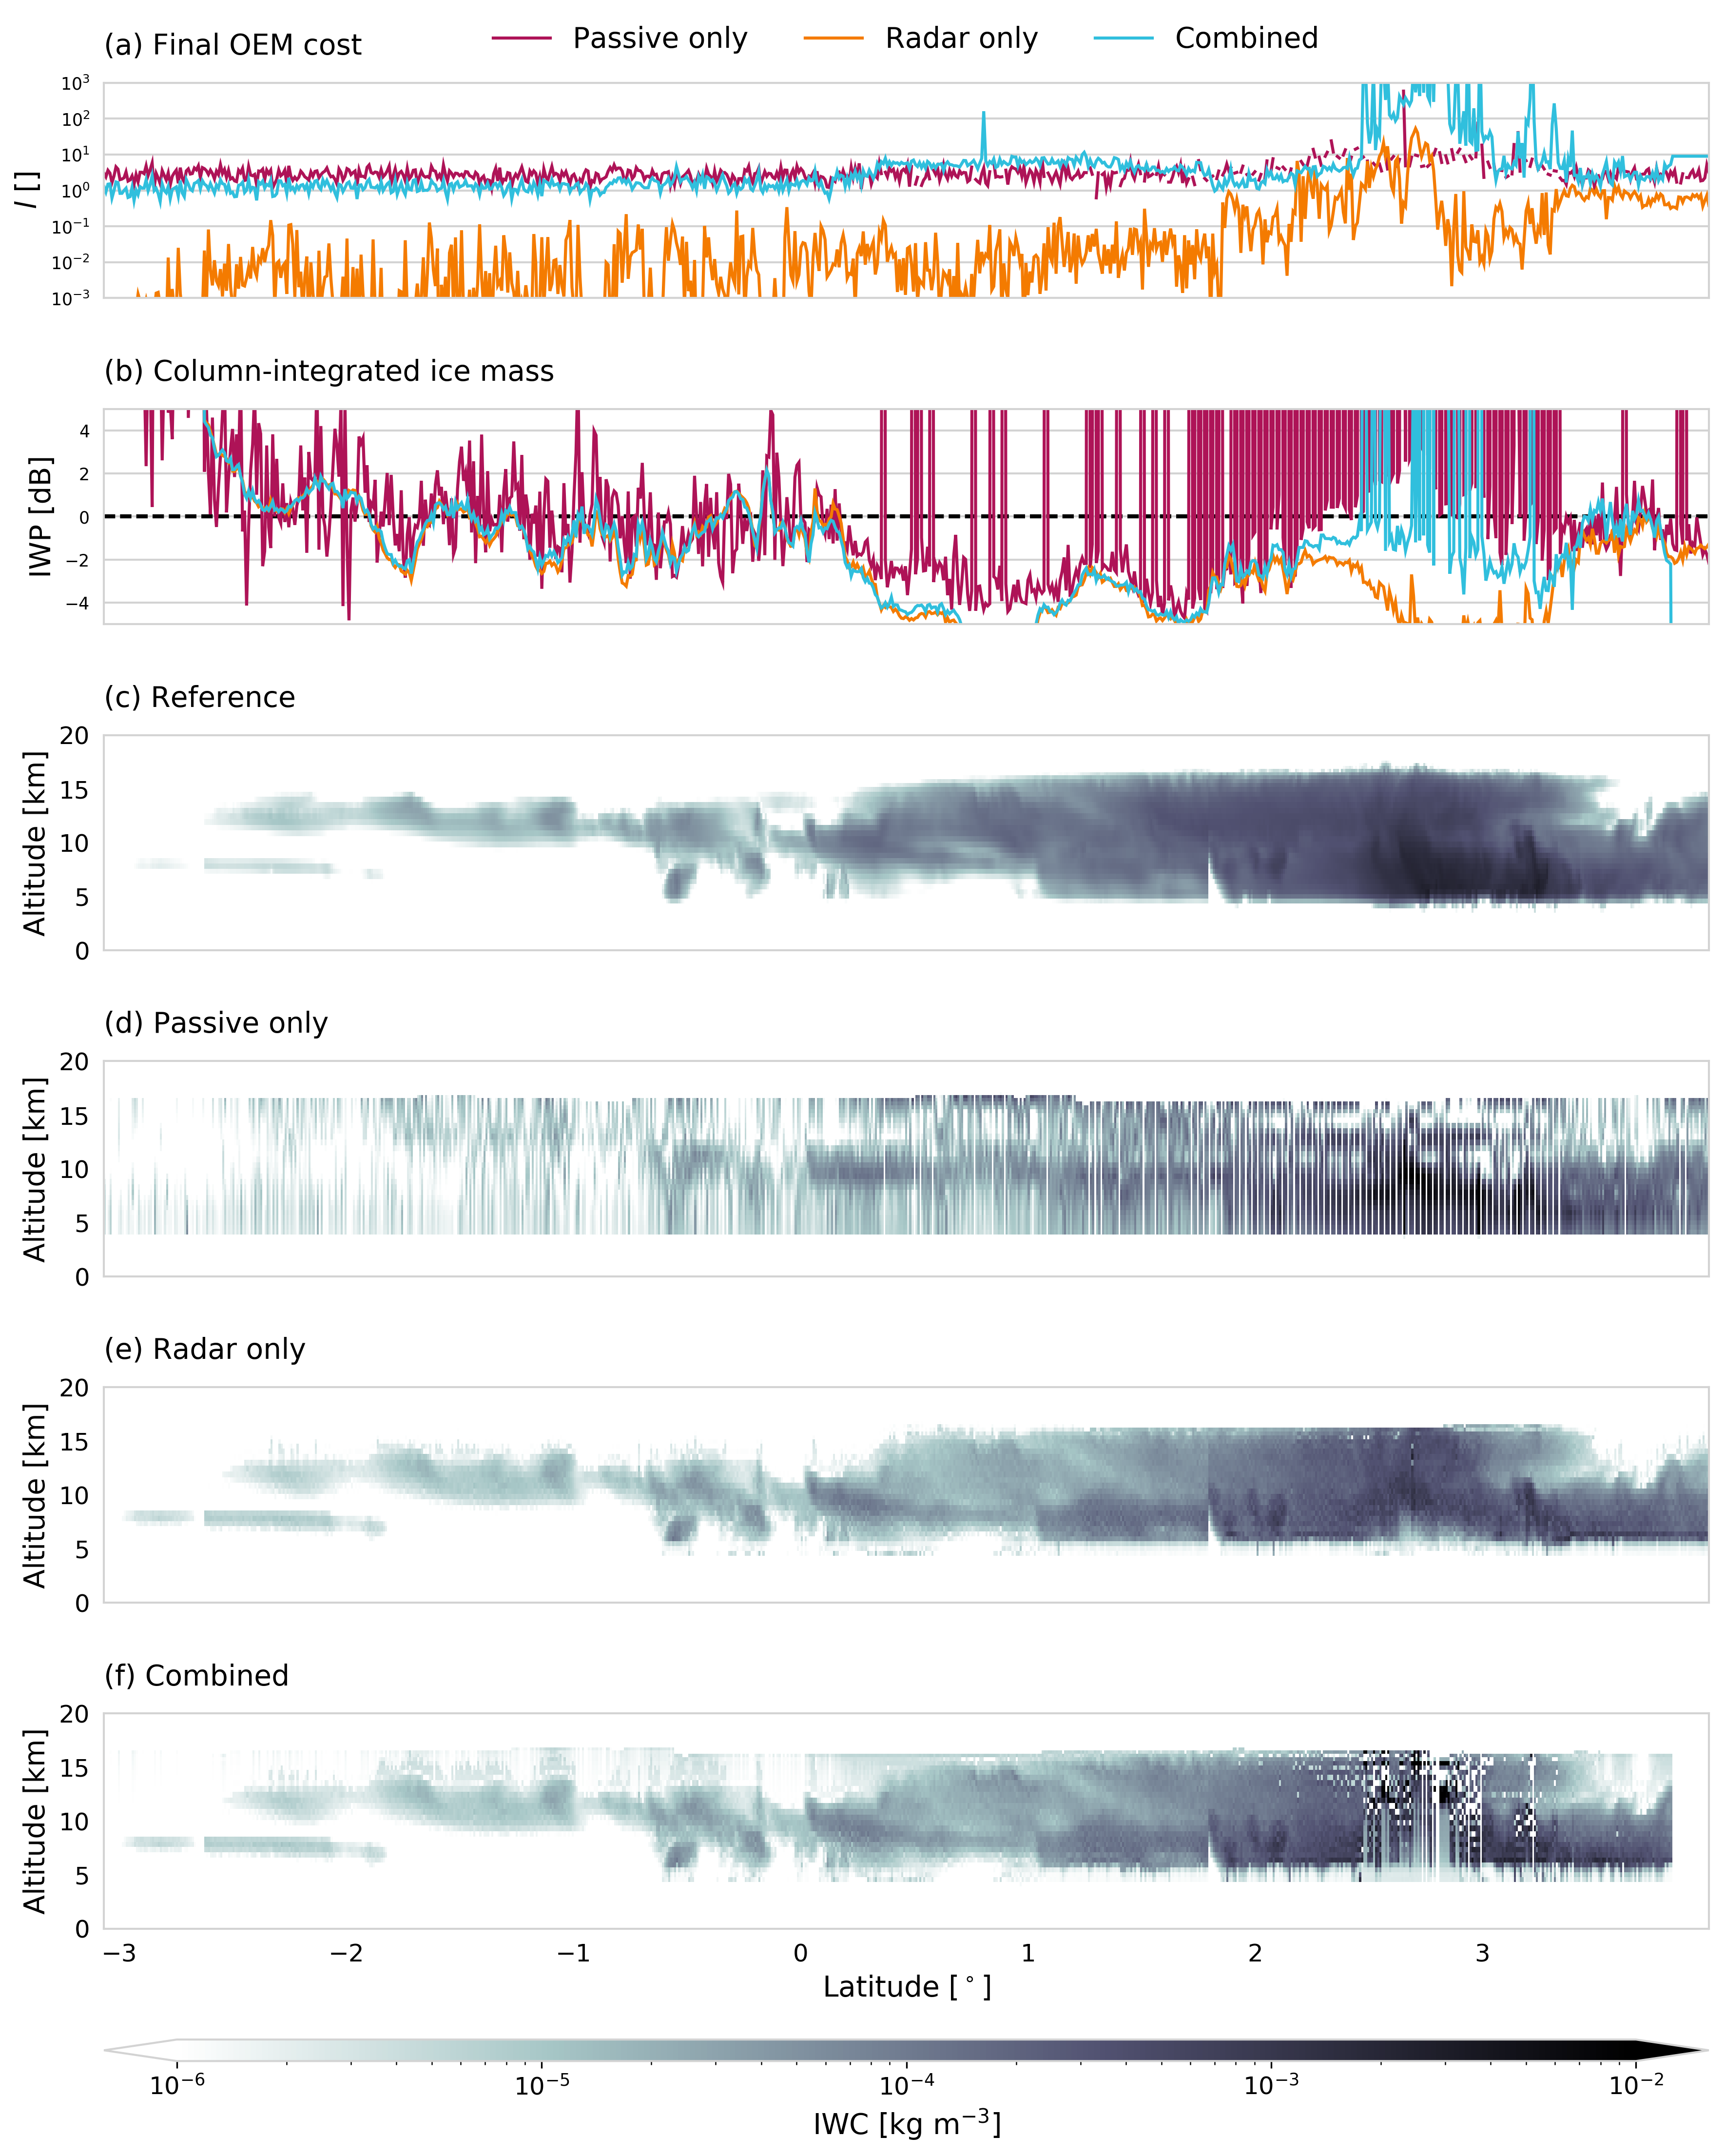 (a) Final OEM cost
Passive only Radar only Combined
10³
10²
10¹
10⁰
10⁻¹
10⁻²
10⁻³
l []
(b) Column-integrated ice mass
4
2
0
−2
−4
IWP [dB]
(c) Reference
20
15
10
5
0
Altitude [km]
(d) Passive only
20
15
10
5
0
Altitude [km]
(e) Radar only
20
15
10
5
0
Altitude [km]
(f) Combined
20
15
10
5
0
Altitude [km]
−3 −2 −1 0 1 2 3
Latitude [°]
10⁻⁶ 10⁻⁵ 10⁻⁴ 10⁻³ 10⁻²
IWC [kg m⁻³]